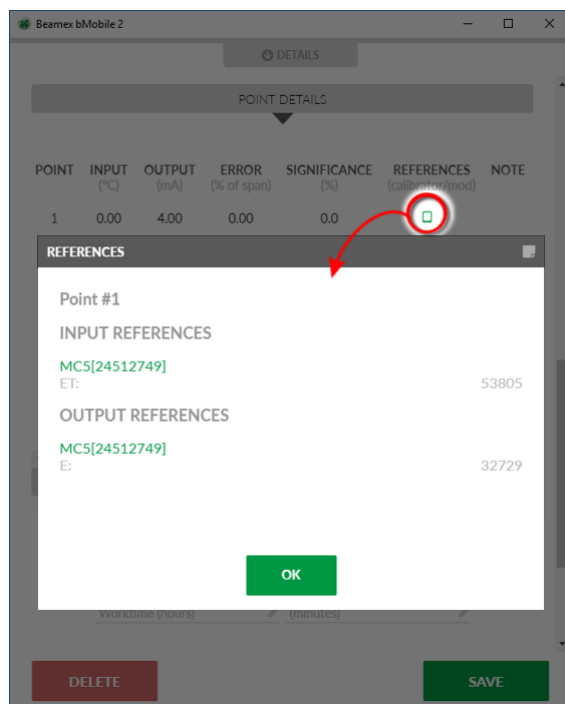 Beamex bMobile 2
DETAILS
POINT DETAILS
POINT INPUT OUTPUT ERROR SIGNIFICANCE REFERENCES NOTE
(°C) (mA) (% of span) (%) (calibrator/mod)
1 0.00 4.00 0.00 0.0
REFERENCES
Point #1
INPUT REFERENCES
MC5[24512749]
ET: 53805
OUTPUT REFERENCES
MC5[24512749]
E: 32729
OK
Worktime (hours) (minutes)
DELETE SAVE